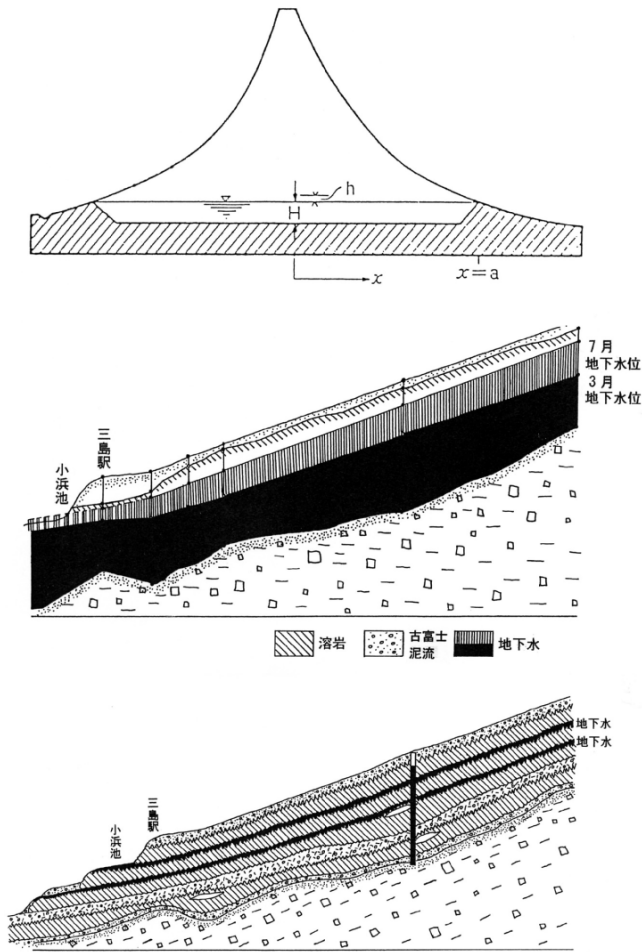 h
H
x
x=a
7月
地下水位
3月
地下水位
三島駅
小浜池
溶岩
古富士
泥流
地下水
地下水
地下水
三島駅
小浜池